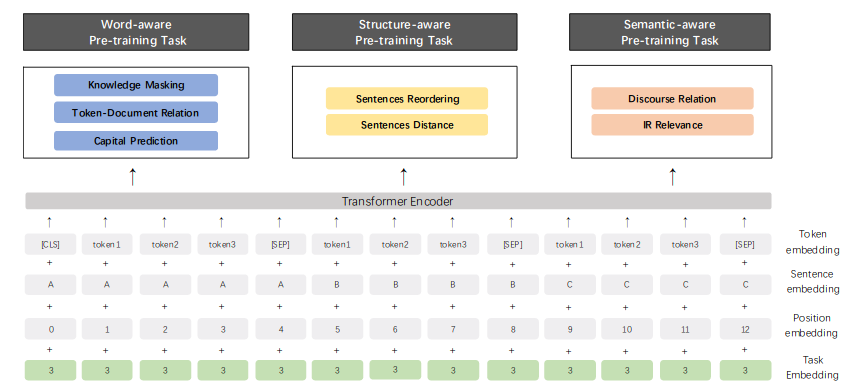 Word-aware
Pre-training Task
Structure-aware
Pre-training Task
Semantic-aware
Pre-training Task
Knowledge Masking
Token-Document Relation
Capital Prediction
Sentences Reordering
Sentences Distance
Discourse Relation
IR Relevance
Transformer Encoder
[CLS] token1 token2 token3 [SEP] token1 token2 token3 [SEP] token1 token2 token3 [SEP]
Token
embedding
+ + + + + + + + + + + + +
A A A A A B B B B C C C C
Sentence
embedding
+ + + + + + + + + + + + +
0 1 2 3 4 5 6 7 8 9 10 11 12
Position
embedding
+ + + + + + + + + + + + +
3 3 3 3 3 3 3 3 3 3 3 3 3
Task
Embedding